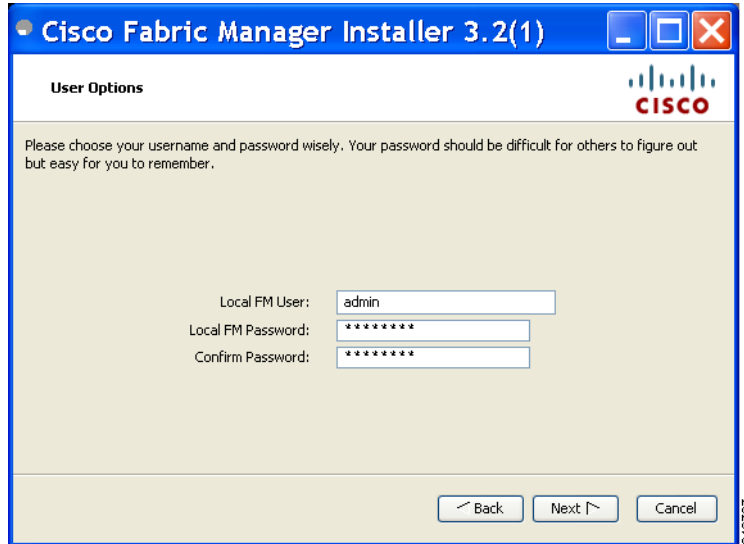 Cisco Fabric Manager Installer 3.2(1)
User Options
CISCO
Please choose your username and password wisely. Your password should be difficult for others to figure out
but easy for you to remember.
Local FM User: admin
Local FM Password: ********
Confirm Password: ********
Back Next Cancel